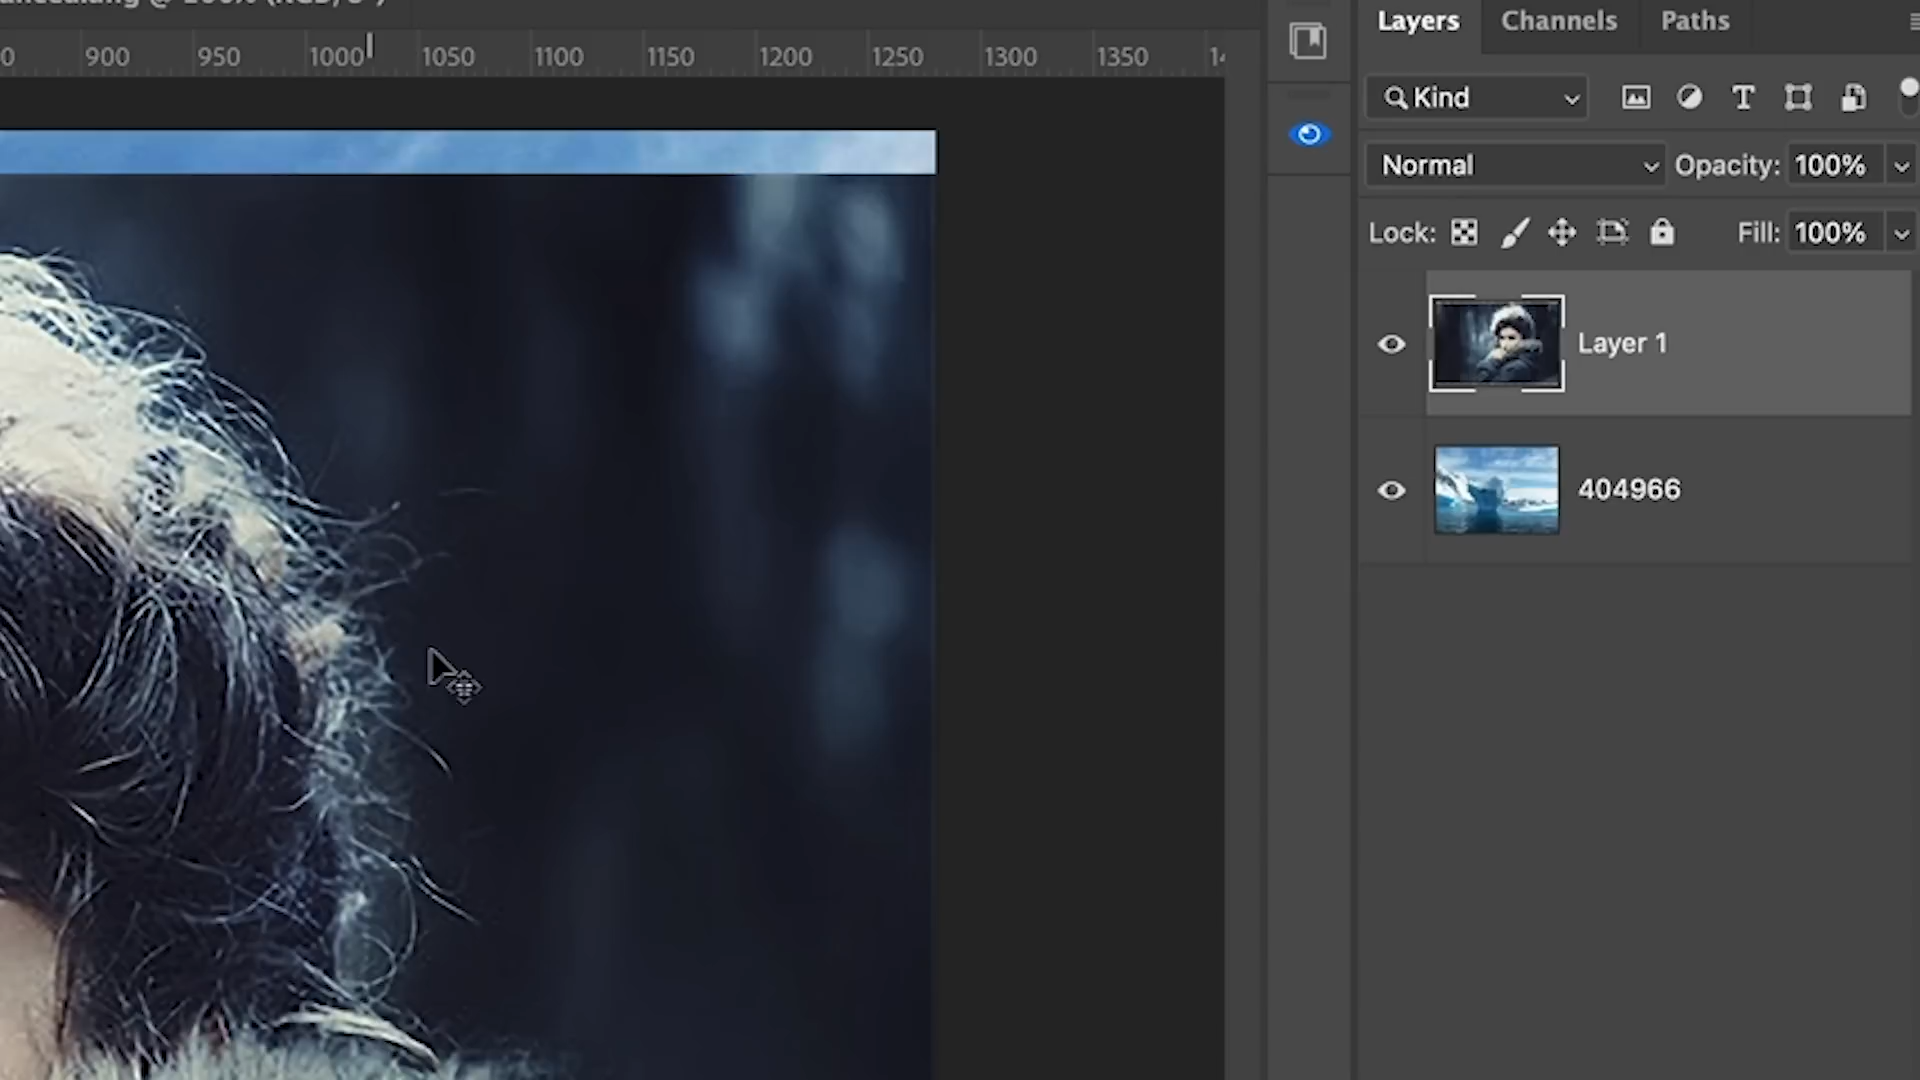 Layers Channels Paths
900 950 1000 1050 1100 1150 1200 1250 1300 1350
Kind
Normal Opacity: 100%
Lock: Fill: 100%
Layer 1
404966